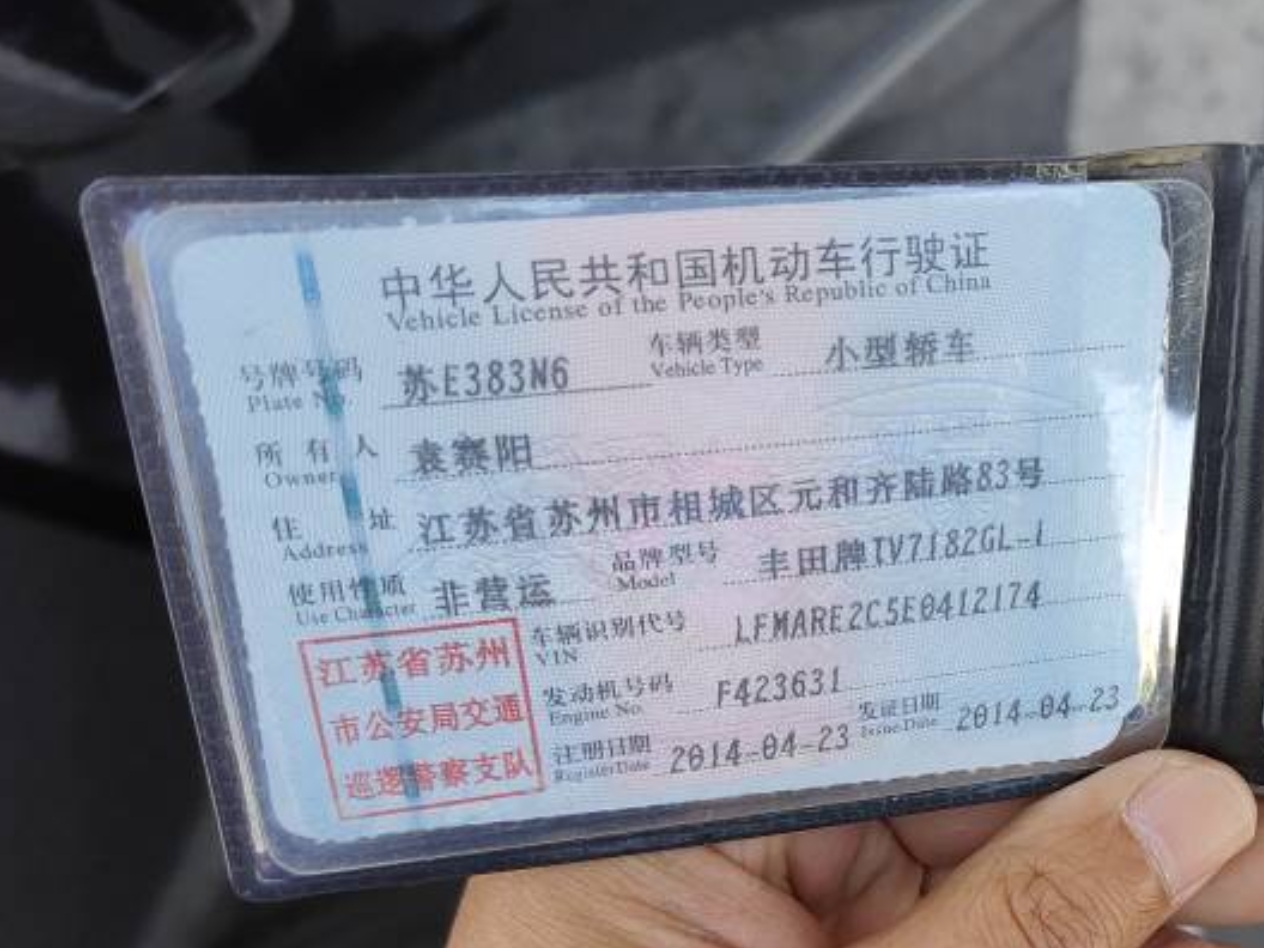 中华人民共和国机动车行驶证
Vehicle License of the People's Republic of China
号牌号码 苏E383N6 车辆类型 小型轿车
Plate No. Vehicle Type
所有人 袁赛阳
Owner
住址 江苏省苏州市相城区元和齐陆路83号
Address
使用性质 非营运 品牌型号 丰田牌TV7182GL-I
Use Character Model
车辆识别代号 LFMARE2C5E0412174
VIN
发动机号码 F423631
Engine No.
注册日期 2014-04-23 发证日期 2014-04-23
Register Date Issue Date
江苏省苏州
市公安局交通
巡逻警察支队